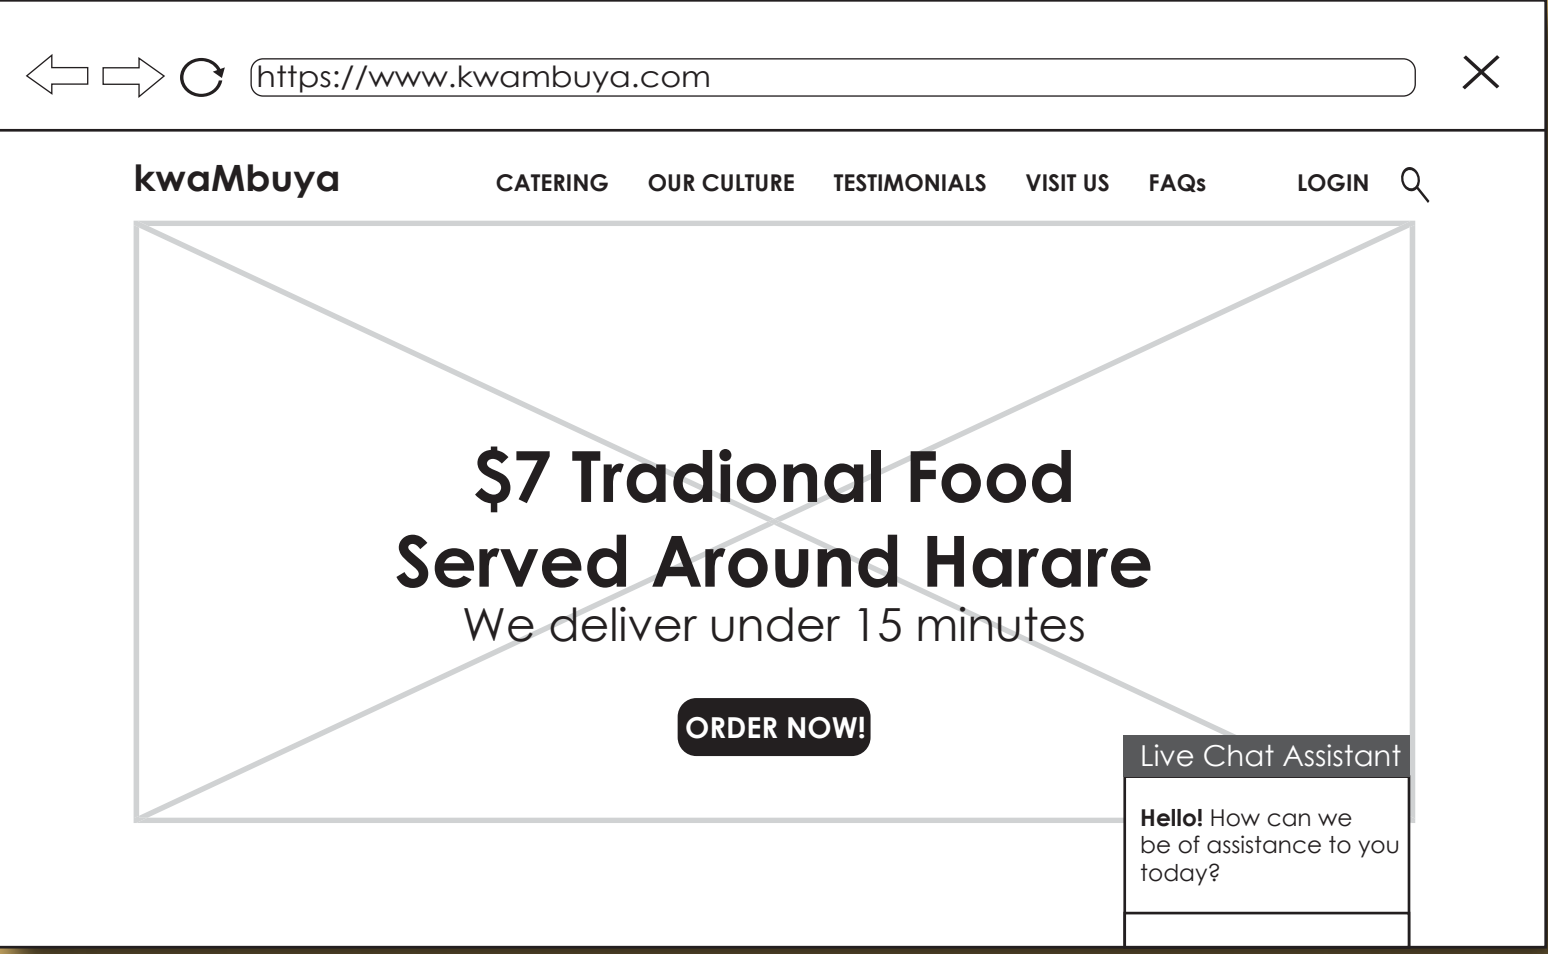 https://www.kwambuya.com
kwaMbuya CATERING OUR CULTURE TESTIMONIALS VISIT US FAQs LOGIN
$7 Tradional Food
Served Around Harare
We deliver under 15 minutes
ORDER NOW!
Live Chat Assistant
Hello! How can we
be of assistance to you
today?